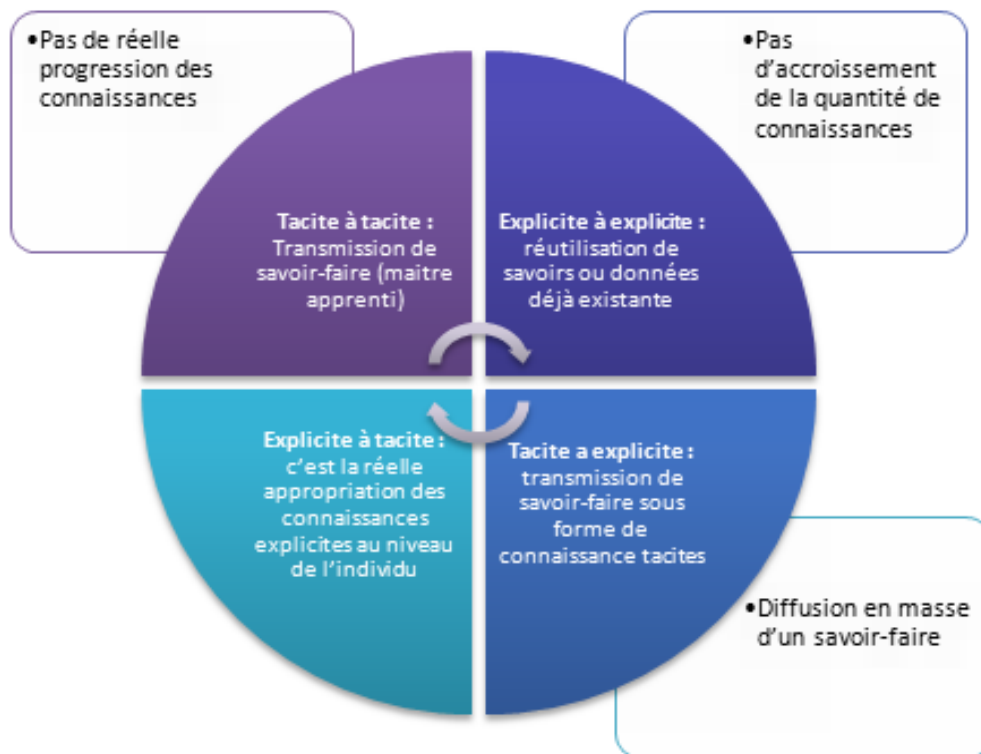 •Pas de réelle
progression des
connaissances
•Pas
d'accroissement
de la quantité de
connaissances
Tacite à tacite :
Transmission de
savoir-faire (maitre
apprenti)
Explicite à explicite :
réutilisation de
savoirs ou données
déjà existante
Explicite à tacite :
c'est la réelle
appropriation des
connaissances
explicites au niveau
de l'individu
Tacite a explicite :
transmission de
savoir-faire sous
forme de
connaissance tacites
•Diffusion en masse
d'un savoir-faire